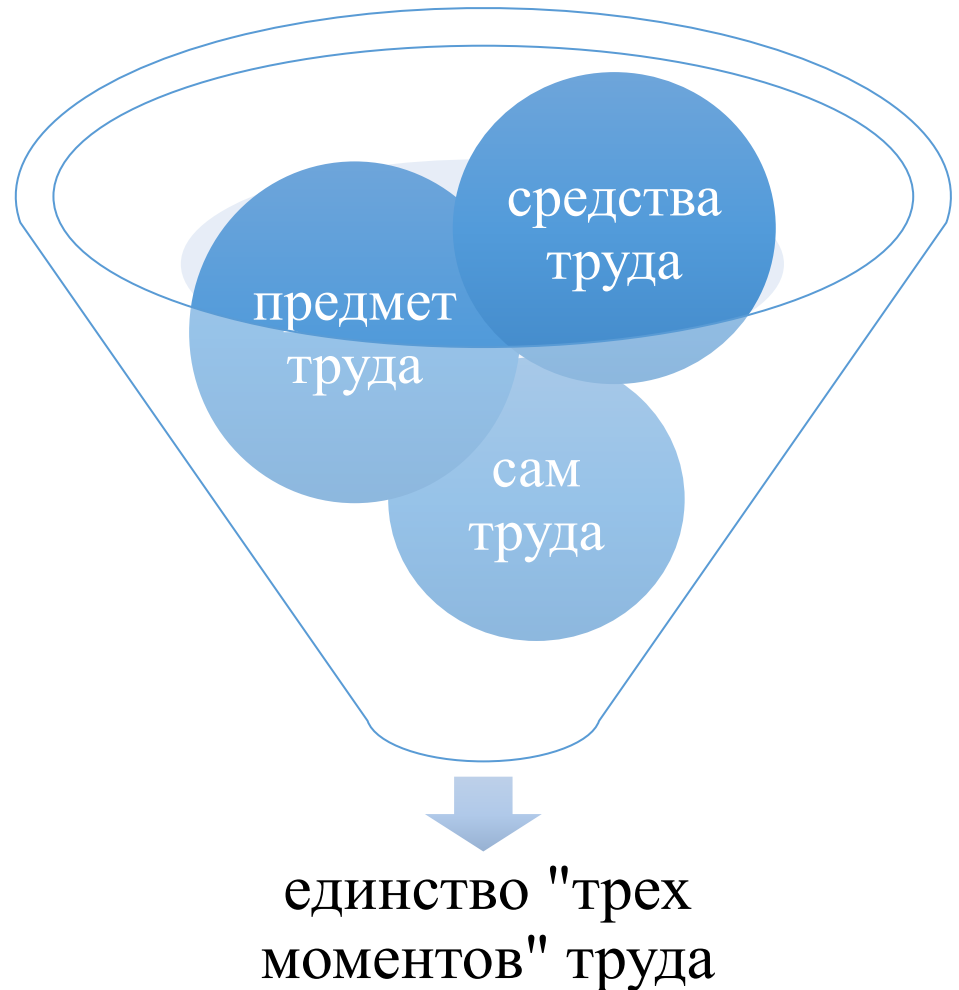 средства
труда
предмет
труда
сам
труда
единство "трех
моментов" труда